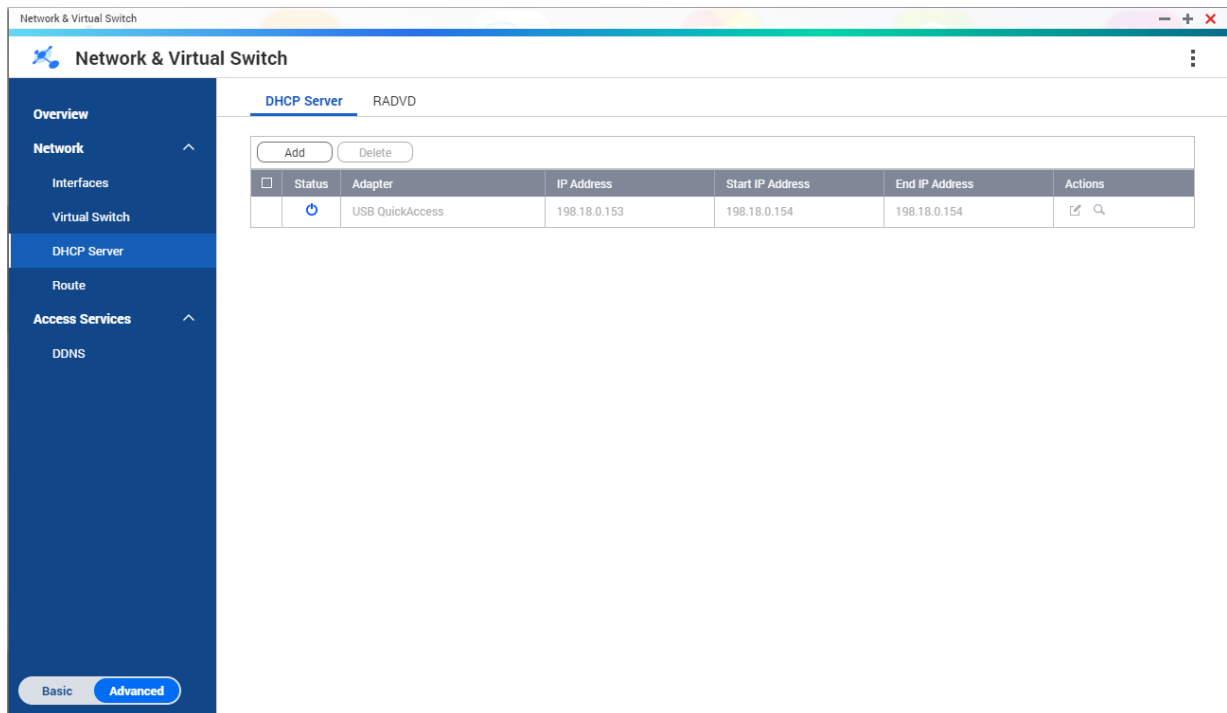 Network & Virtual Switch
Network & Virtual Switch
Overview
Network
Interfaces
Virtual Switch
DHCP Server
Route
Access Services
DDNS
Basic Advanced
DHCP Server RADVD
Add Delete
Status Adapter IP Address Start IP Address End IP Address Actions
USB QuickAccess 198.18.0.153 198.18.0.154 198.18.0.154